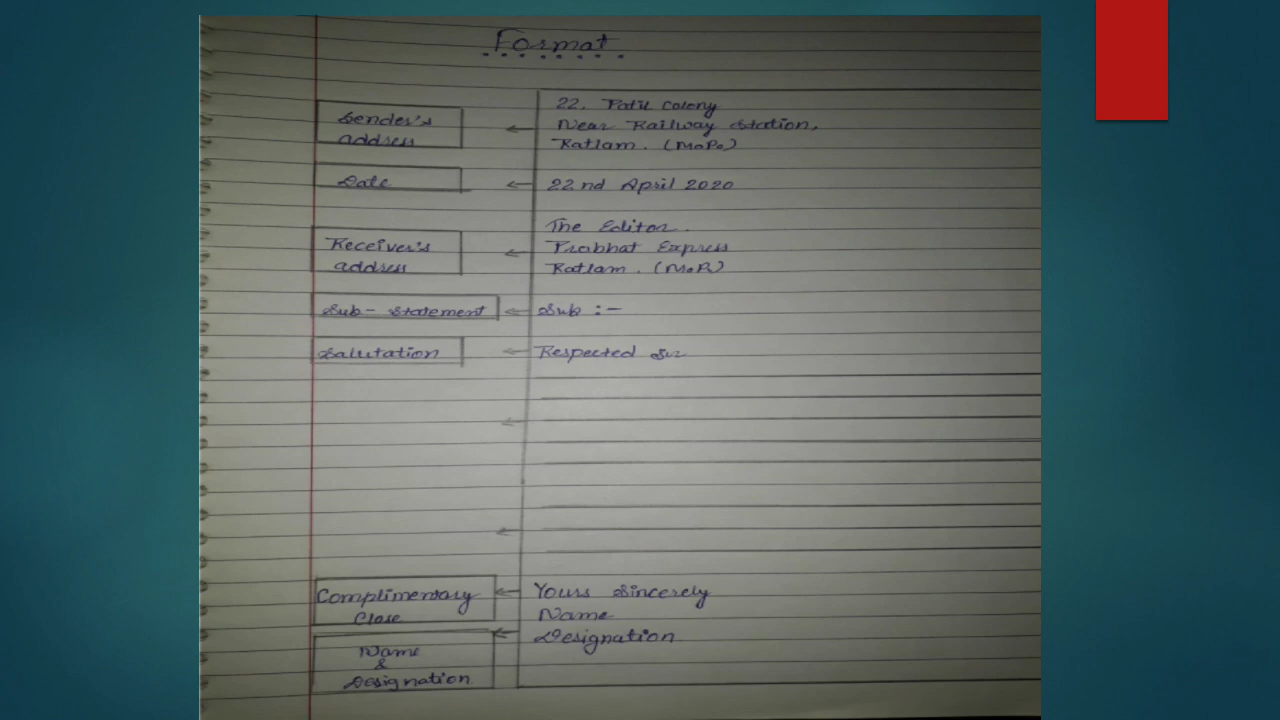 Format
Sender's
address
22, Patil Colony
Near Railway Station,
Ratlam. (M.P.)
Date
22nd April 2020
Receiver's
address
The Editor.
Prabhat Express
Ratlam. (M.P.)
Sub- Statement
Sub :-
Salutation
Respected Sir
Complimentary
Close
Yours Sincerely
Name
Designation
Name
&
Designation